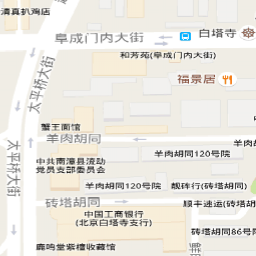 清真扒鸡店
阜成门内大街
白塔寺
和芳苑(阜成门内大街
福景居
太平桥大街
蟹王面馆
羊肉胡同
羊肉
羊肉胡同120号院
中共南漳县流动
党员支部委员会
羊肉胡同120号院
靓砖行(砖塔胡同
太平桥大街
砖塔胡同
顺丰速运(砖塔胡同
中国工商银行
(北京白塔寺支行)
砖塔胡同86号院
鹿鸣堂紫檀收藏馆